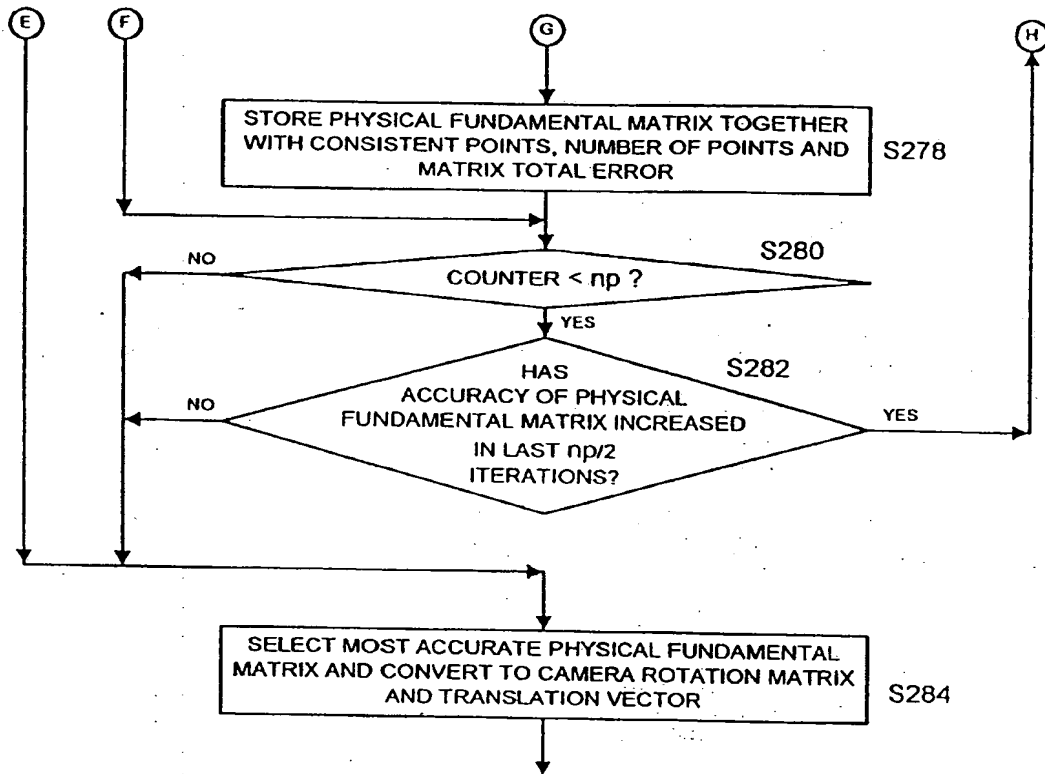 E F G H
STORE PHYSICAL FUNDAMENTAL MATRIX TOGETHER
WITH CONSISTENT POINTS, NUMBER OF POINTS AND
MATRIX TOTAL ERROR
S278
S280
NO
COUNTER < np ?
YES
S282
HAS
ACCURACY OF PHYSICAL
FUNDAMENTAL MATRIX INCREASED
IN LAST np/2
ITERATIONS?
NO
YES
SELECT MOST ACCURATE PHYSICAL FUNDAMENTAL
MATRIX AND CONVERT TO CAMERA ROTATION MATRIX
AND TRANSLATION VECTOR
S284